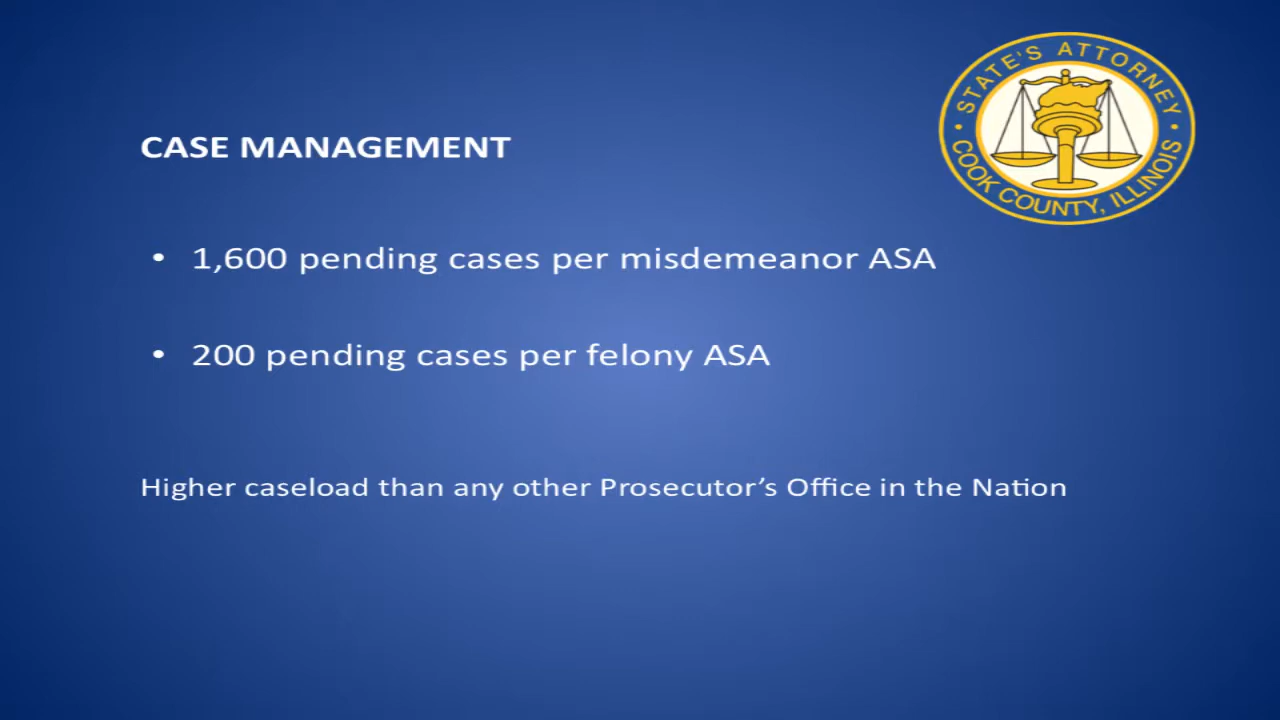 STATE'S ATTORNEY
COOK COUNTY, ILLINOIS
CASE MANAGEMENT
• 1,600 pending cases per misdemeanor ASA
• 200 pending cases per felony ASA
Higher caseload than any other Prosecutor's Office in the Nation